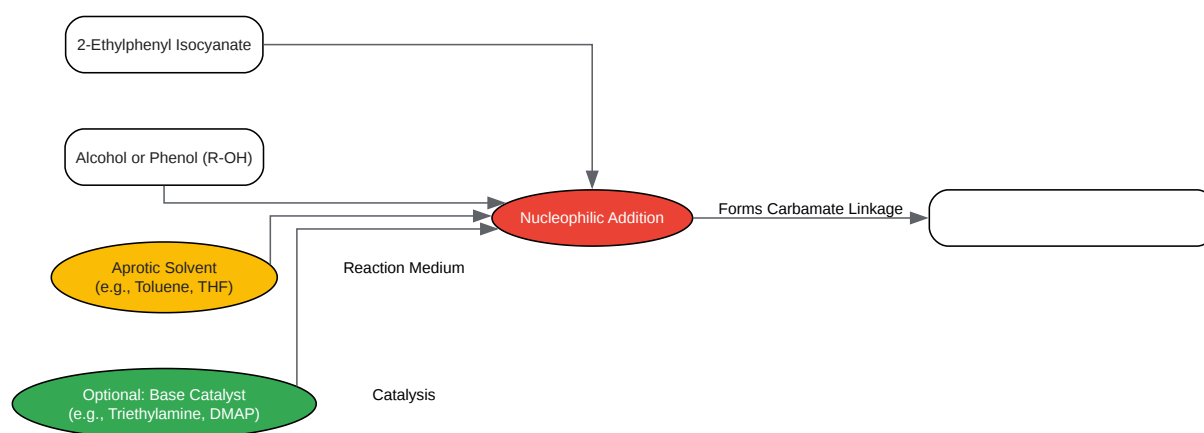 2-Ethylphenyl Isocyanate
Alcohol or Phenol (R-OH)
Nucleophilic Addition
Forms Carbamate Linkage
Aprotic Solvent
(e.g., Toluene, THF)
Reaction Medium
Optional: Base Catalyst
(e.g., Triethylamine, DMAP)
Catalysis